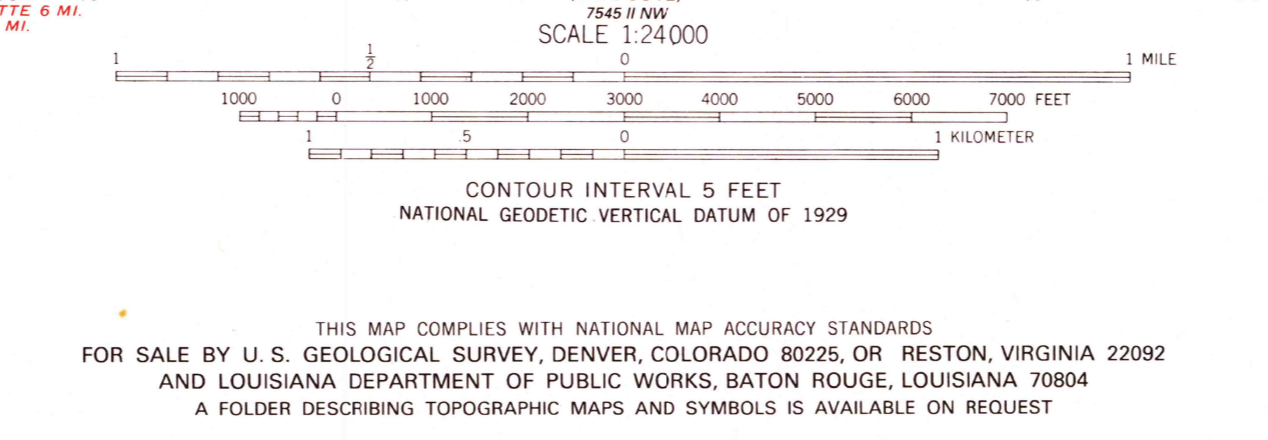 TTE 6 MI.
MI.
7545 II NW
SCALE 1:24000
1 1/2 0 1 MILE
1000 0 1000 2000 3000 4000 5000 6000 7000 FEET
1 .5 0 1 KILOMETER
CONTOUR INTERVAL 5 FEET
NATIONAL GEODETIC VERTICAL DATUM OF 1929
THIS MAP COMPLIES WITH NATIONAL MAP ACCURACY STANDARDS
FOR SALE BY U. S. GEOLOGICAL SURVEY, DENVER, COLORADO 80225, OR RESTON, VIRGINIA 22092
AND LOUISIANA DEPARTMENT OF PUBLIC WORKS, BATON ROUGE, LOUISIANA 70804
A FOLDER DESCRIBING TOPOGRAPHIC MAPS AND SYMBOLS IS AVAILABLE ON REQUEST